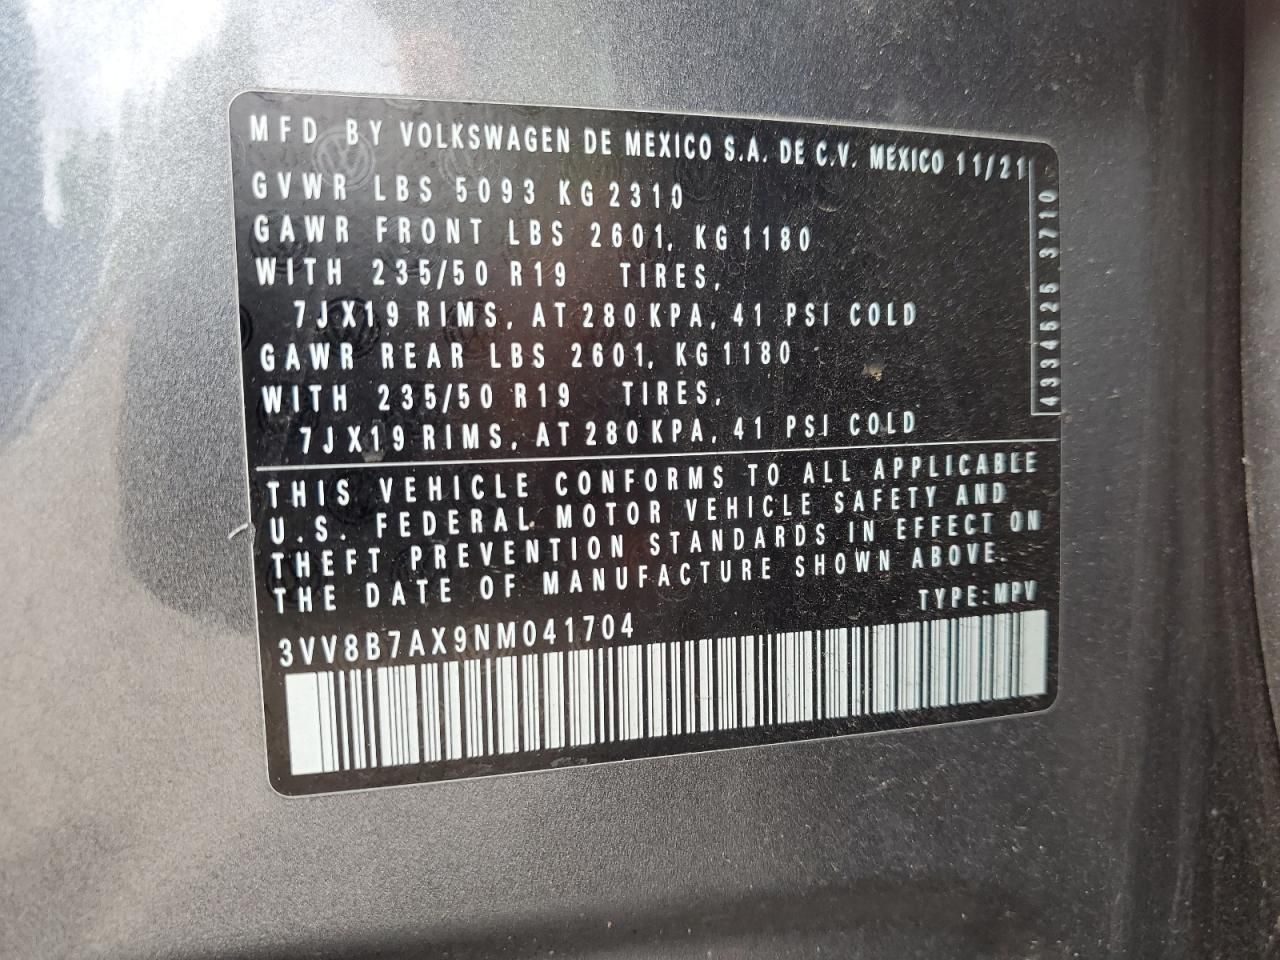 MFD BY VOLKSWAGEN DE MEXICO S.A. DE C.V. MEXICO 11/21
GVWR LBS 5093 KG 2310
GAWR FRONT LBS 2601, KG 1180
WITH 235/50 R19 TIRES,
7JX19 RIMS, AT 280 KPA, 41 PSI COLD
GAWR REAR LBS 2601, KG 1180
WITH 235/50 R19 TIRES,
7JX19 RIMS, AT 280 KPA, 41 PSI COLD
4334525 3710
THIS VEHICLE CONFORMS TO ALL APPLICABLE
U.S. FEDERAL MOTOR VEHICLE SAFETY AND
THEFT PREVENTION STANDARDS IN EFFECT ON
THE DATE OF MANUFACTURE SHOWN ABOVE.
TYPE:MPV
3VV8B7AX9NM041704